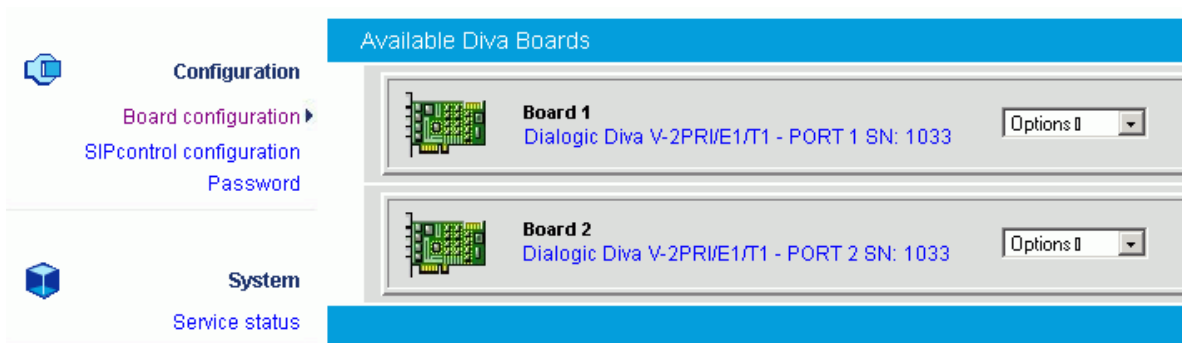 Available Diva Boards
Configuration
Board configuration
SIPcontrol configuration
Password
System
Service status
Board 1
Dialogic Diva V-2PRI/E1/T1 - PORT 1 SN: 1033
Options
Board 2
Dialogic Diva V-2PRI/E1/T1 - PORT 2 SN: 1033
Options